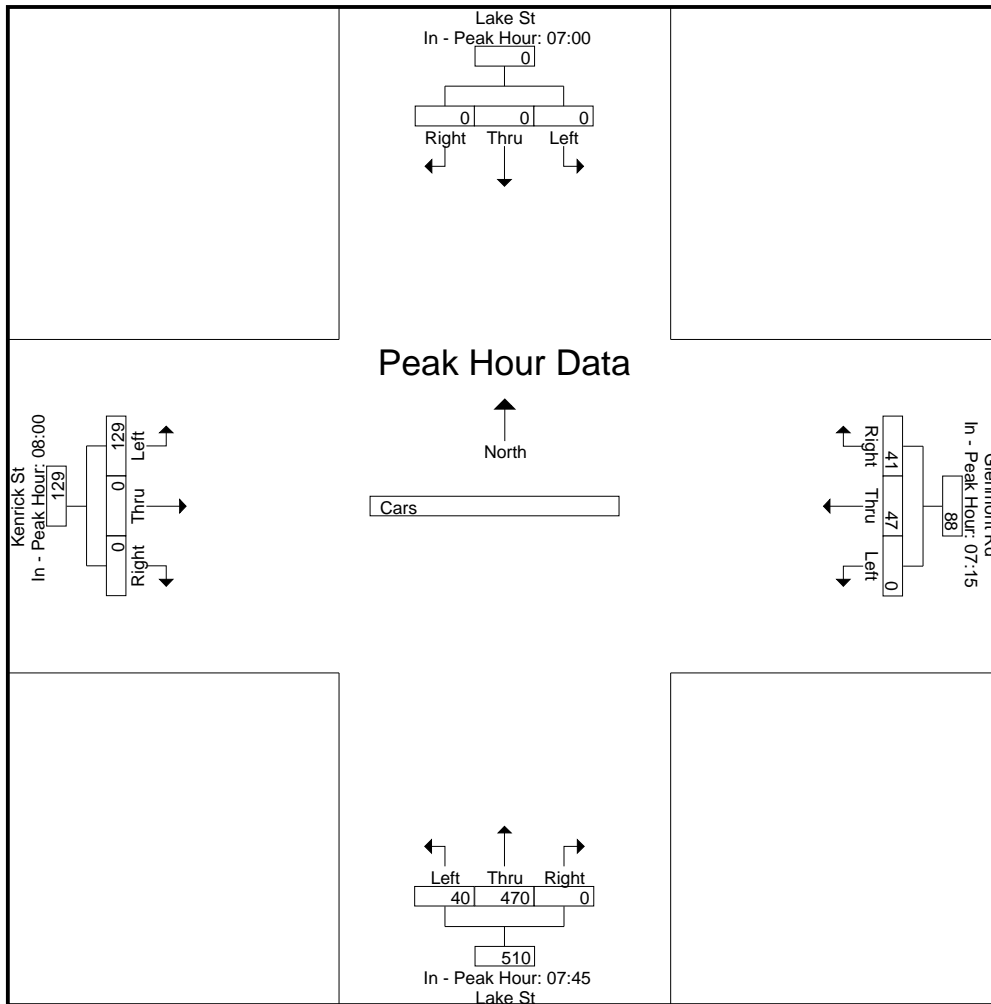 Lake St
In - Peak Hour: 07:00
0
0 0 0
Right Thru Left
Peak Hour Data
North
Cars
Kenrick St
In - Peak Hour: 08:00
129
129 0 0
Left Thru Right
Rd
In - Peak Hour: 07:15
88
41 47 0
Right Thru Left
Left Thru Right
40 470 0
510
In - Peak Hour: 07:45
Lake St